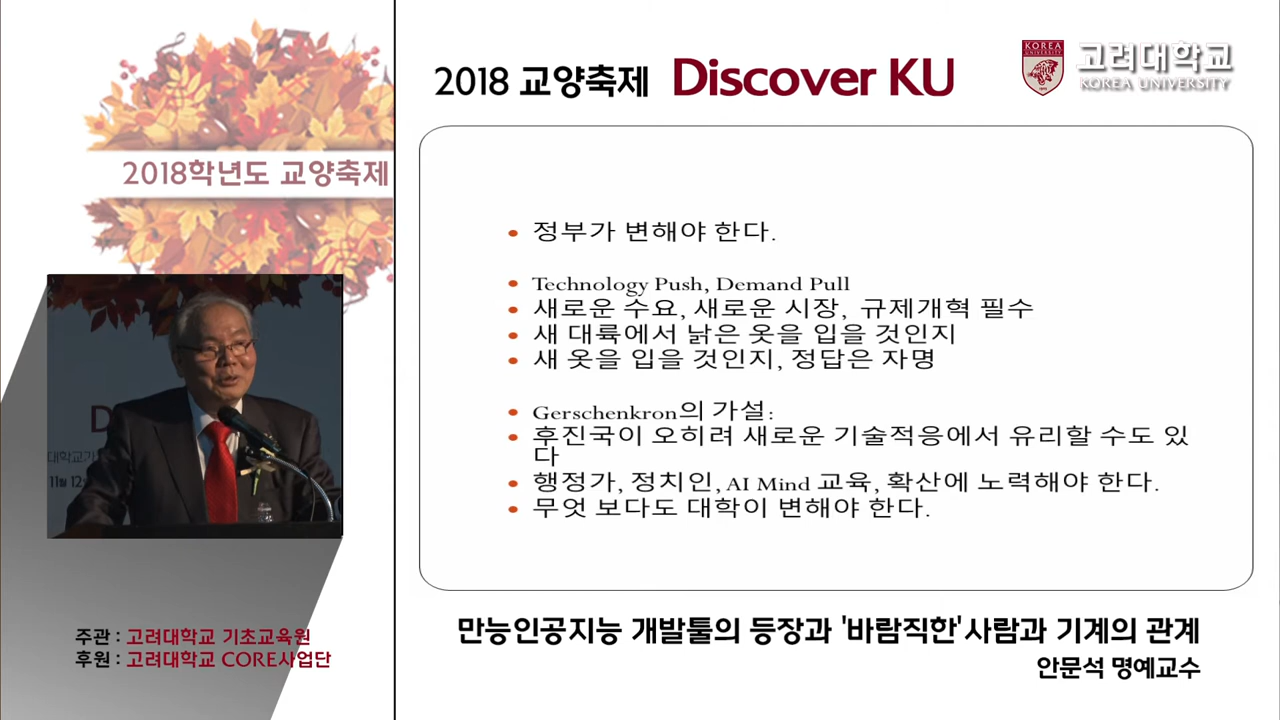 2018학년도 교양축제
대학교기
11월 12
주관 : 고려대학교 기초교육원
후원 : 고려대학교 CORE사업단
2018 교양축제 Discover KU
KOREA
UNIVERSITY
고려대학교
KOREA UNIVERSITY
• 정부가 변해야 한다.
• Technology Push, Demand Pull
• 새로운 수요, 새로운 시장, 규제개혁 필수
• 새 대륙에서 낡은 옷을 입을 것인지
• 새 옷을 입을 것인지, 정답은 자명
• Gerschenkron의 가설:
• 후진국이 오히려 새로운 기술적응에서 유리할 수도 있
다
• 행정가, 정치인, AI Mind 교육, 확산에 노력해야 한다.
• 무엇 보다도 대학이 변해야 한다.
만능인공지능 개발툴의 등장과 '바람직한' 사람과 기계의 관계
안문석 명예교수